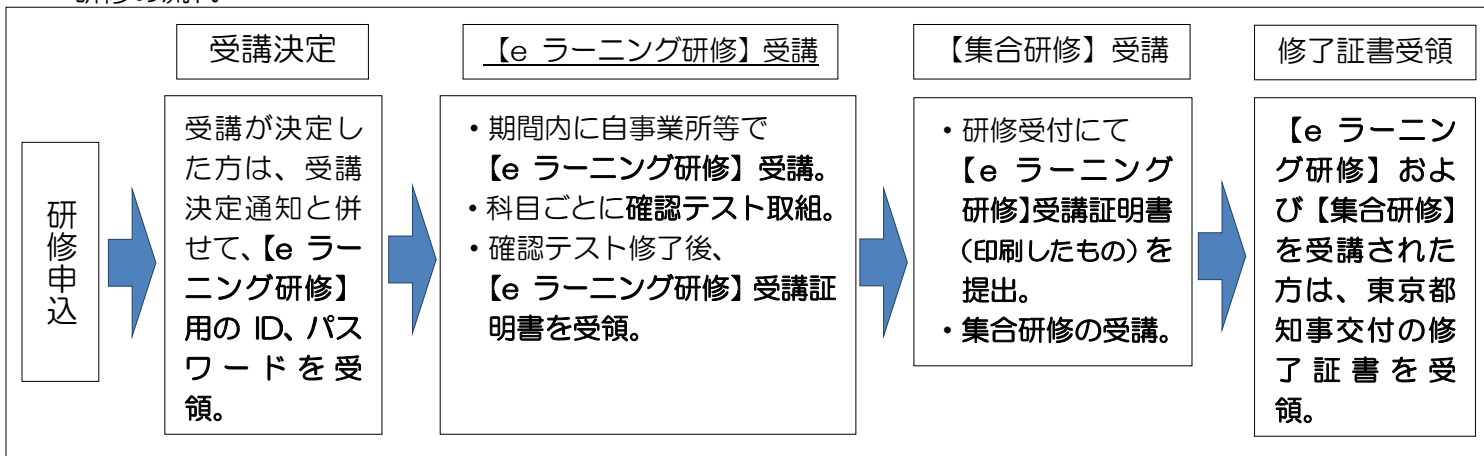 研修申込
受講決定
受講が決定し
た方は、受講
決定通知と併
せて、【e ラー
ニング研修】
用の ID、パス
ワードを受
領。
【e ラーニング研修】受講
・期間内に自事業所等で
【e ラーニング研修】受講。
・科目ごとに確認テスト取組。
・確認テスト修了後、
【e ラーニング研修】受講証
明書を受領。
【集合研修】受講
・研修受付にて
【e ラーニング
研修】受講証明書
（印刷したもの）を
提出。
・集合研修の受講。
修了証書受領
【e ラーニン
グ研修】およ
び【集合研修】
を受講された
方は、東京都
知事交付の修
了証書を受
領。